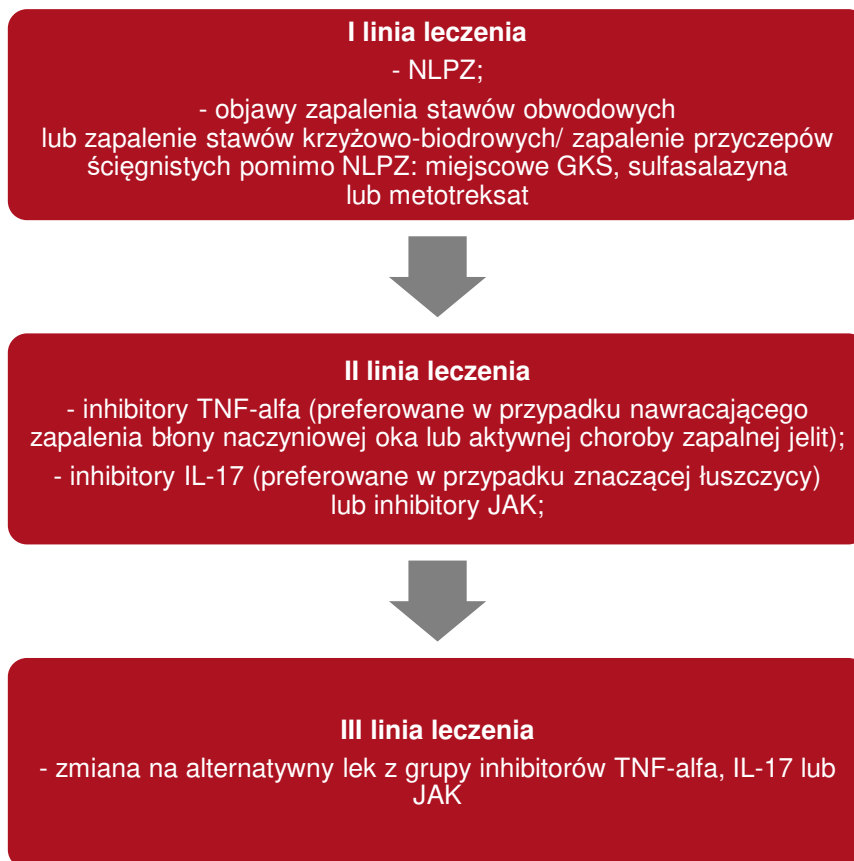 I linia leczenia
- NLPZ;
- objawy zapalenia stawów obwodowych
lub zapalenie stawów krzyżowo-biodrowych/ zapalenie przyczepów
ścięgnistych pomimo NLPZ: miejscowe GKS, sulfasalazyna
lub metotreksat
II linia leczenia
- inhibitory TNF-alfa (preferowane w przypadku nawracającego
zapalenia błony naczyniowej oka lub aktywnej choroby zapalnej jelit);
- inhibitory IL-17 (preferowane w przypadku znaczącej łuszczycy)
lub inhibitory JAK;
III linia leczenia
- zmiana na alternatywny lek z grupy inhibitorów TNF-alfa, IL-17 lub
JAK